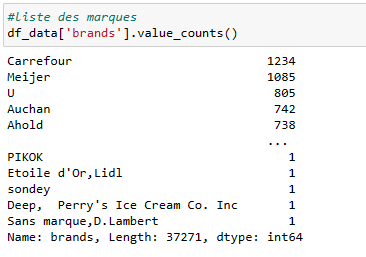 #liste des marques
df_data['brands'].value_counts()
Carrefour 1234
Meijer 1085
U 805
Auchan 742
Ahold 738
...
PIKOK 1
Etoile d'Or,Lidl 1
sondey 1
Deep,  Perry's Ice Cream Co. Inc 1
Sans marque,D.Lambert 1
Name: brands, Length: 37271, dtype: int64